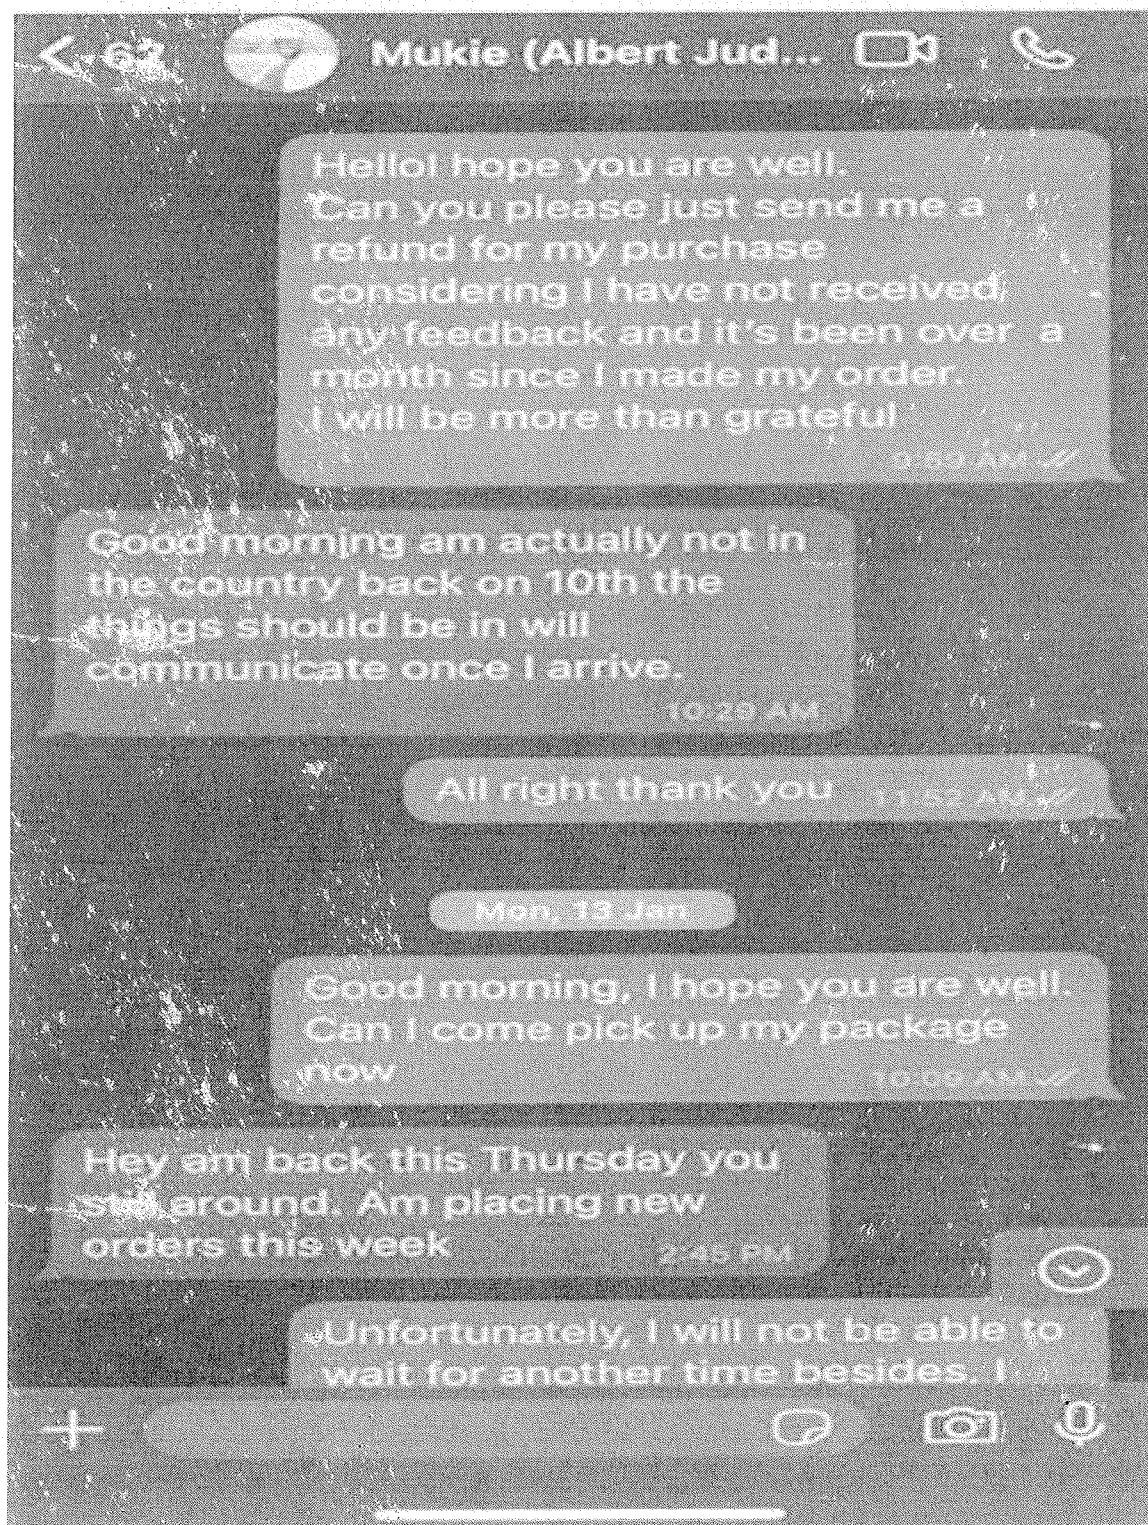 Mukie (Albert Jud...
HelloI hope you are well.
Can you please just send me a
refund for my purchase
considering I have not received
any feedback and it's been over a
month since I made my order.
I will be more than grateful
9:59 AM
Good morning am actually not in
the country back on 10th the
things should be in will
communicate once I arrive.
10:29 AM
All right thank you 11:52 AM
Mon, 13 Jan
Good morning, I hope you are well.
Can I come pick up my package
now 10:09 AM
Hey am back this Thursday you
still around. Am placing new
orders this week 2:45 PM
Unfortunately, I will not be able to
wait for another time besides. I